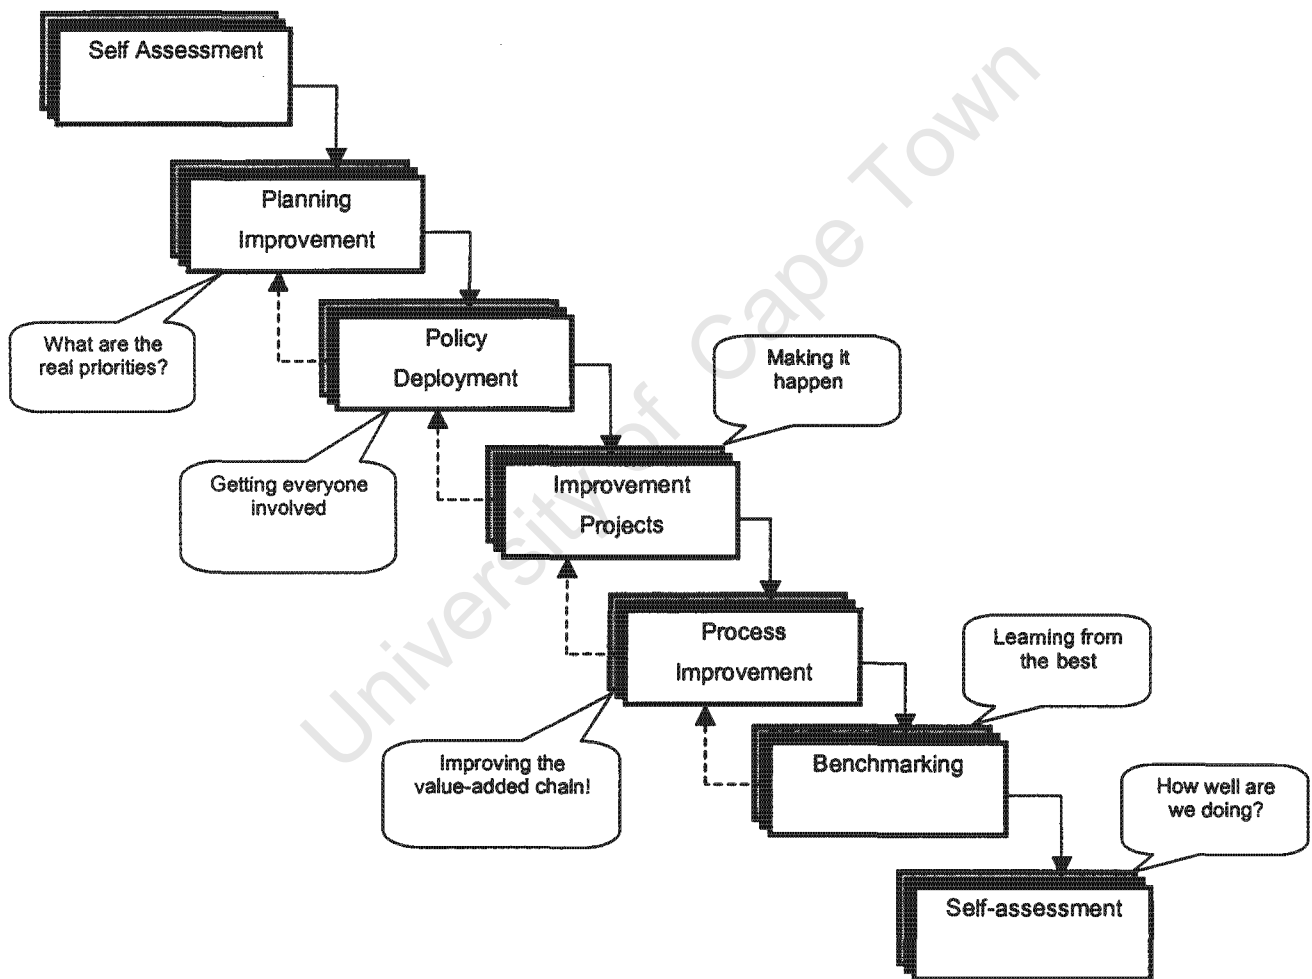 Self Assessment
Planning
Improvement
What are the
real priorities?
Policy
Deployment
Making it
happen
Getting everyone
involved
Improvement
Projects
Process
Improvement
Learning from
the best
Improving the
value-added chain!
Benchmarking
How well are
we doing?
Self-assessment
University of Cape Town